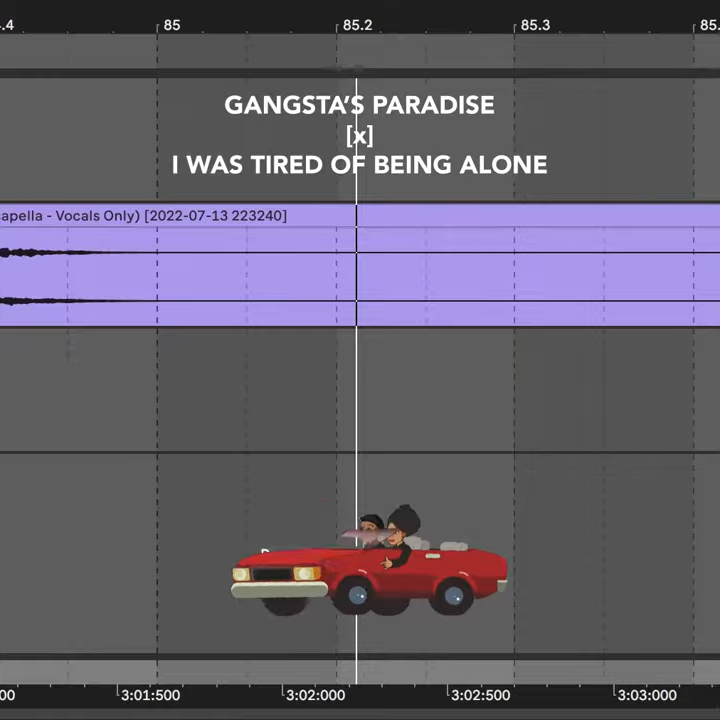 .4 85 85.2 85.3 85.
GANGSTA'S PARADISE
[x]
I WAS TIRED OF BEING ALONE
capella - Vocals Only) [2022-07-13 223240]
00 3:01:500 3:02:000 3:02:500 3:03:000